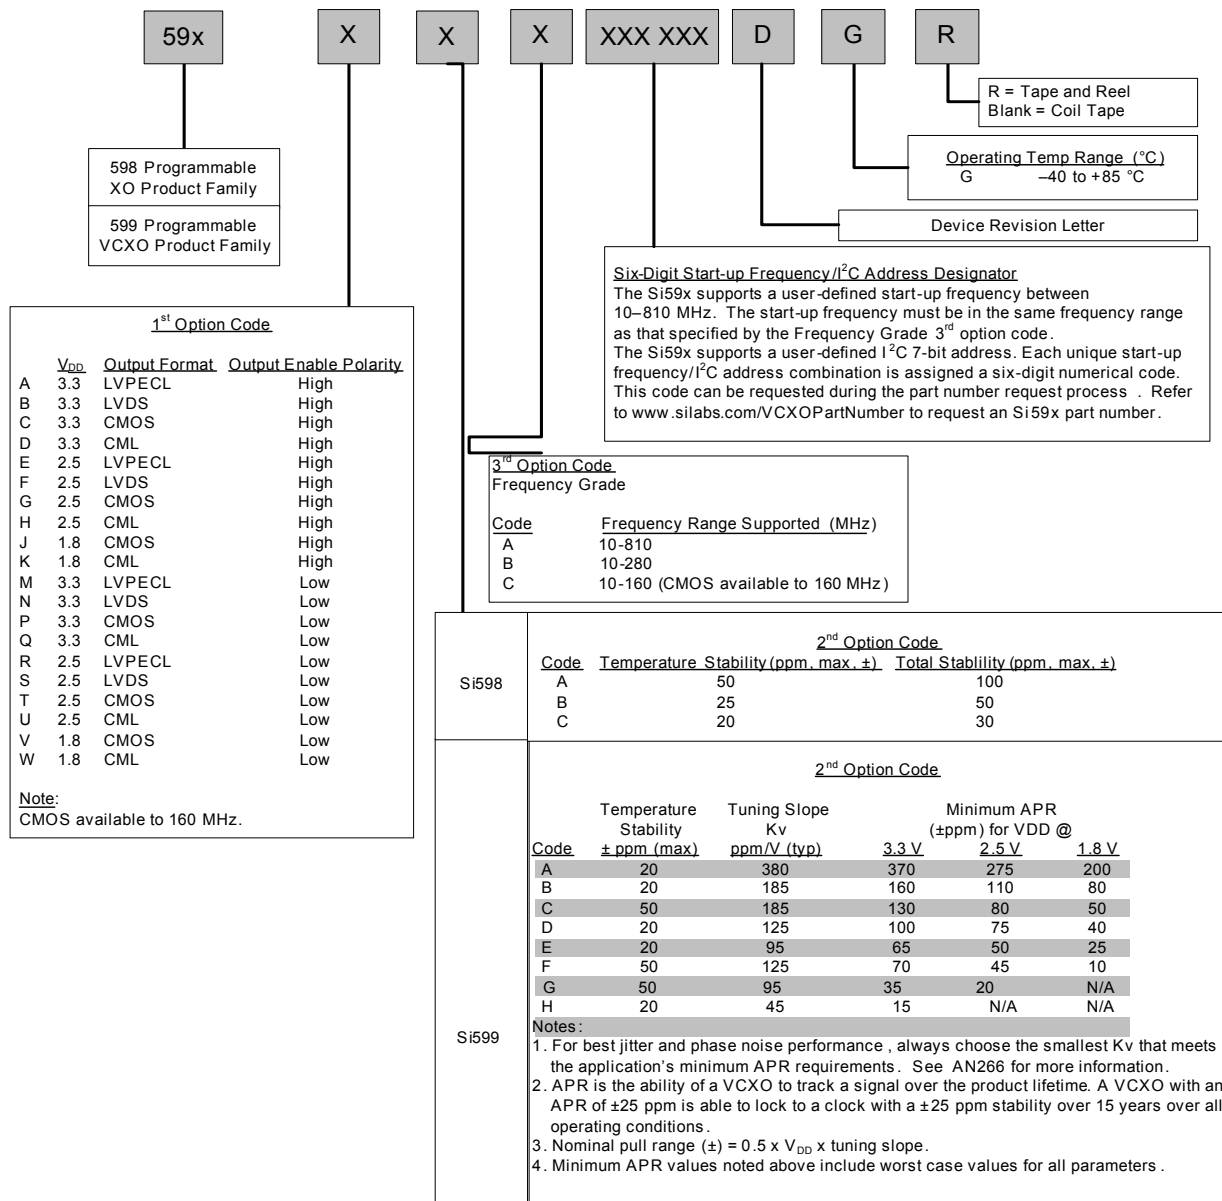 59x X X X XXX XXX D G R
R = Tape and Reel
Blank = Coil Tape
Operating Temp Range (°C)
G –40 to +85 °C
Device Revision Letter
598 Programmable
XO Product Family
599 Programmable
VCXO Product Family
Six-Digit Start-up Frequency/I²C Address Designator
The Si59x supports a user-defined start-up frequency between
10–810 MHz. The start-up frequency must be in the same frequency range
as that specified by the Frequency Grade 3rd option code.
The Si59x supports a user-defined I²C 7-bit address. Each unique start-up
frequency/I²C address combination is assigned a six-digit numerical code.
This code can be requested during the part number request process . Refer
to www.silabs.com/VCXOPartNumber to request an Si59x part number.
1st Option Code
VDD Output Format Output Enable Polarity
A 3.3 LVPECL High
B 3.3 LVDS High
C 3.3 CMOS High
D 3.3 CML High
E 2.5 LVPECL High
F 2.5 LVDS High
G 2.5 CMOS High
H 2.5 CML High
J 1.8 CMOS High
K 1.8 CML High
M 3.3 LVPECL Low
N 3.3 LVDS Low
P 3.3 CMOS Low
Q 3.3 CML Low
R 2.5 LVPECL Low
S 2.5 LVDS Low
T 2.5 CMOS Low
U 2.5 CML Low
V 1.8 CMOS Low
W 1.8 CML Low
Note:
CMOS available to 160 MHz.
3rd Option Code
Frequency Grade
Code Frequency Range Supported (MHz)
A 10-810
B 10-280
C 10-160 (CMOS available to 160 MHz)
Si598
2nd Option Code
Code Temperature Stability (ppm, max, ±) Total Stablility (ppm, max, ±)
A 50 100
B 25 50
C 20 30
Si599
2nd Option Code
Temperature Tuning Slope Minimum APR
Stability Kv (±ppm) for VDD @
Code ± ppm (max) ppm/V (typ) 3.3 V 2.5 V 1.8 V
A 20 380 370 275 200
B 20 185 160 110 80
C 50 185 130 80 50
D 20 125 100 75 40
E 20 95 65 50 25
F 50 125 70 45 10
G 50 95 35 20 N/A
H 20 45 15 N/A N/A
Notes:
1. For best jitter and phase noise performance , always choose the smallest Kv that meets
the application's minimum APR requirements. See AN266 for more information.
2. APR is the ability of a VCXO to track a signal over the product lifetime. A VCXO with an
APR of ±25 ppm is able to lock to a clock with a ±25 ppm stability over 15 years over all
operating conditions.
3. Nominal pull range (±) = 0.5 x VDD x tuning slope.
4. Minimum APR values noted above include worst case values for all parameters .